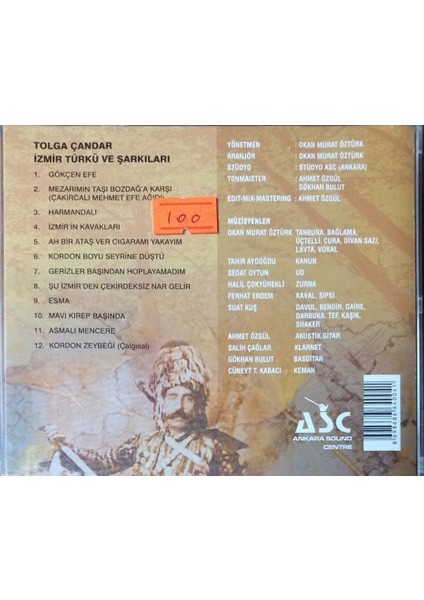 TOLGA ÇANDAR
İZMİR TÜRKÜ VE ŞARKILARI
1. GÖKÇEN EFE
2. MEZARIMIN TAŞI BOZDAĞ'A KARŞI
(ÇAKIRCALI MEHMET EFE AĞIDI)
3. HARMANDALI
4. İZMİR'İN KAVAKLARI
5. AH BIR ATAŞ VER CIGARAMI YAKAYIM
6. KORDON BOYU SEYRİNE DÜŞTÜ
7. GERİZLER BAŞINDAN HOPLAYAMADIM
8. ŞU İZMİR'DEN ÇEKIRDEKSİZ NAR GELİR
9. ESMA
10. MAVİ KIREP BAŞINDA
11. ASMALI MENCERE
12. KORDON ZEYBEĞİ (Çalgısal)
100
YÖNETMEN : OKAN MURAT ÖZTÜRK
ARANJÖR : OKAN MURAT ÖZTÜRK
STÜDYO : STÜDYO ASC (ANKARA)
TONMAISTER : AHMET ÖZGÜL
GÖKHAN BULUT
EDIT-MIX-MASTERING : AHMET ÖZGÜL
MÜZİSYENLER
OKAN MURAT ÖZTÜRK TANBURA, BAĞLAMA,
ÜÇTELLİ, CURA, DİVAN SAZI,
LAVTA, VOKAL
TAHİR AYDOĞDU KANUN
SEDAT OYTUN UD
HALİL ÇOKYÜREKLİ ZURNA
FERHAT ERDEM KAVAL, SİPSİ
SUAT KUŞ DAVUL, BENDİR, DAİRE,
DARBUKA, TEF, KAŞIK,
SHAKER
AHMET ÖZGÜL AKUSTİK GİTAR
SALİH ÇAĞLAR KLARNET
GÖKHAN BULUT BASGİTAR
CÜNEYT T. KABACI KEMAN
ASC
ANKARA SOUND
CENTRE